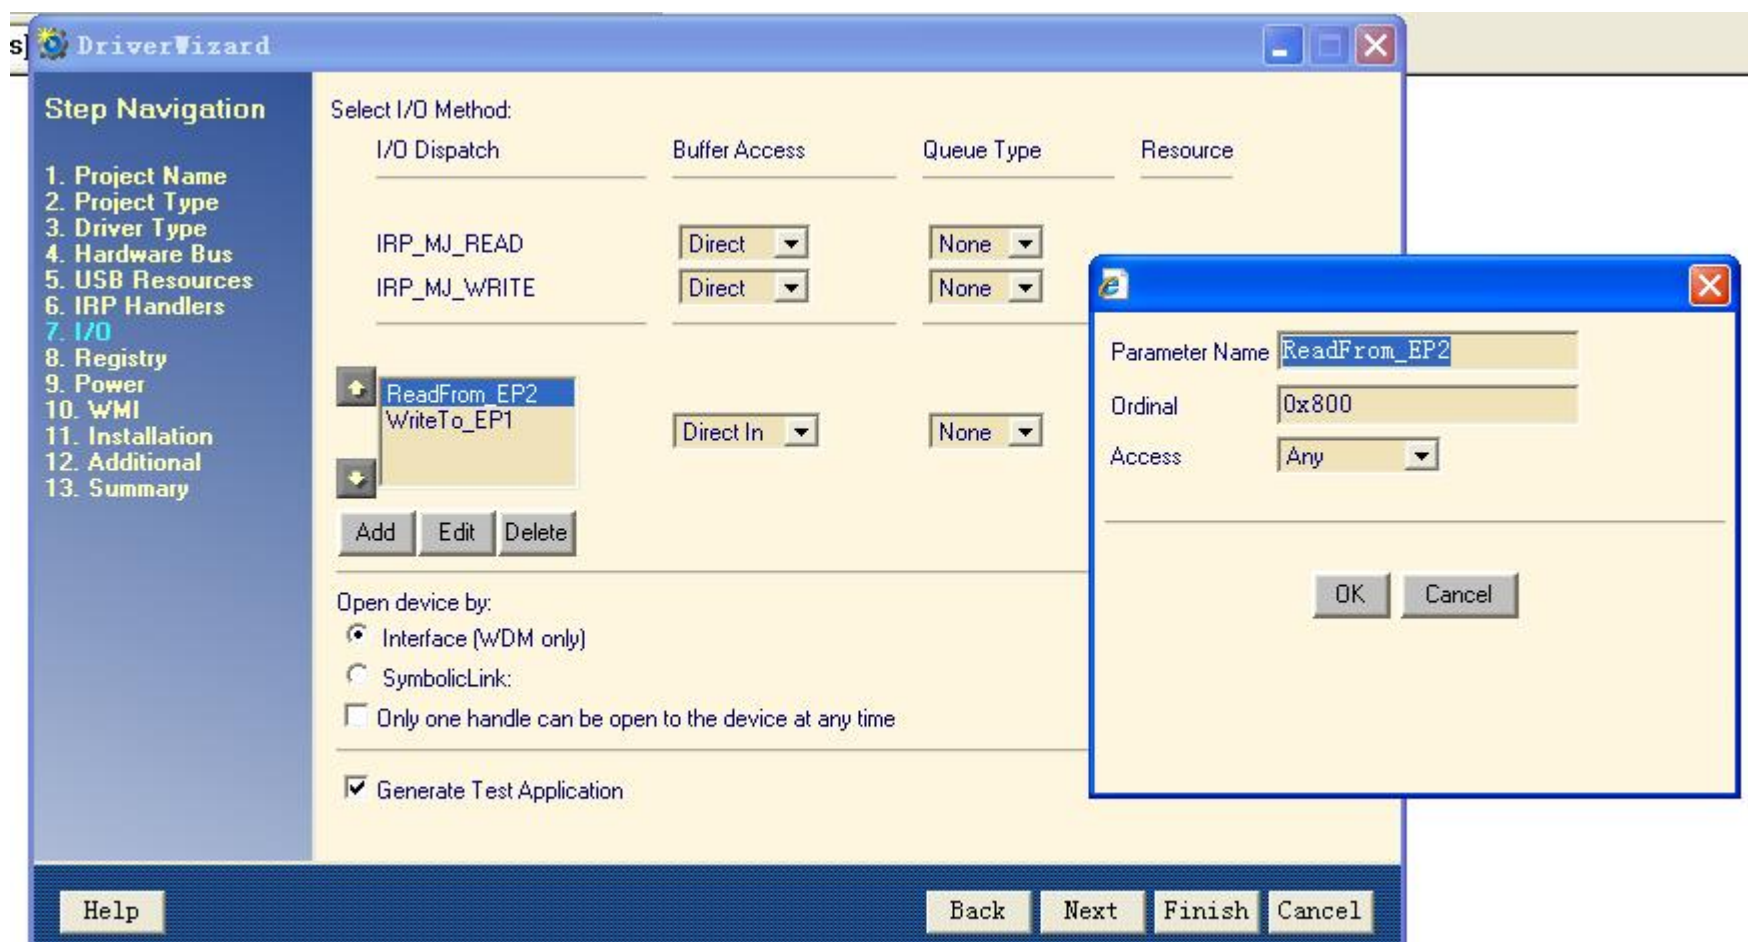 s] DriverWizard
Step Navigation
1. Project Name
2. Project Type
3. Driver Type
4. Hardware Bus
5. USB Resources
6. IRP Handlers
7. I/O
8. Registry
9. Power
10. WMI
11. Installation
12. Additional
13. Summary
Select I/O Method:
I/O Dispatch Buffer Access Queue Type Resource
IRP_MJ_READ Direct None
IRP_MJ_WRITE Direct None
ReadFrom_EP2
WriteTo_EP1
Direct In None
Add Edit Delete
Open device by:
Interface (WDM only)
SymbolicLink:
Only one handle can be open to the device at any time
Generate Test Application
Parameter Name ReadFrom_EP2
Ordinal 0x800
Access Any
OK Cancel
Help Back Next Finish Cancel